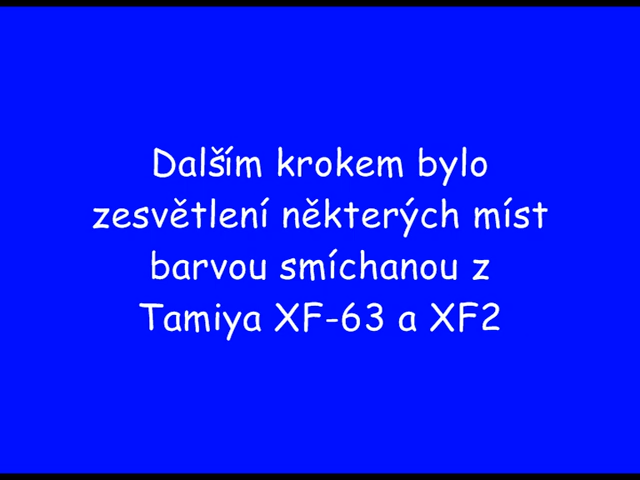 Dalším krokem bylo
zesvětlení některých míst
barvou smíchanou z
Tamiya XF-63 a XF2